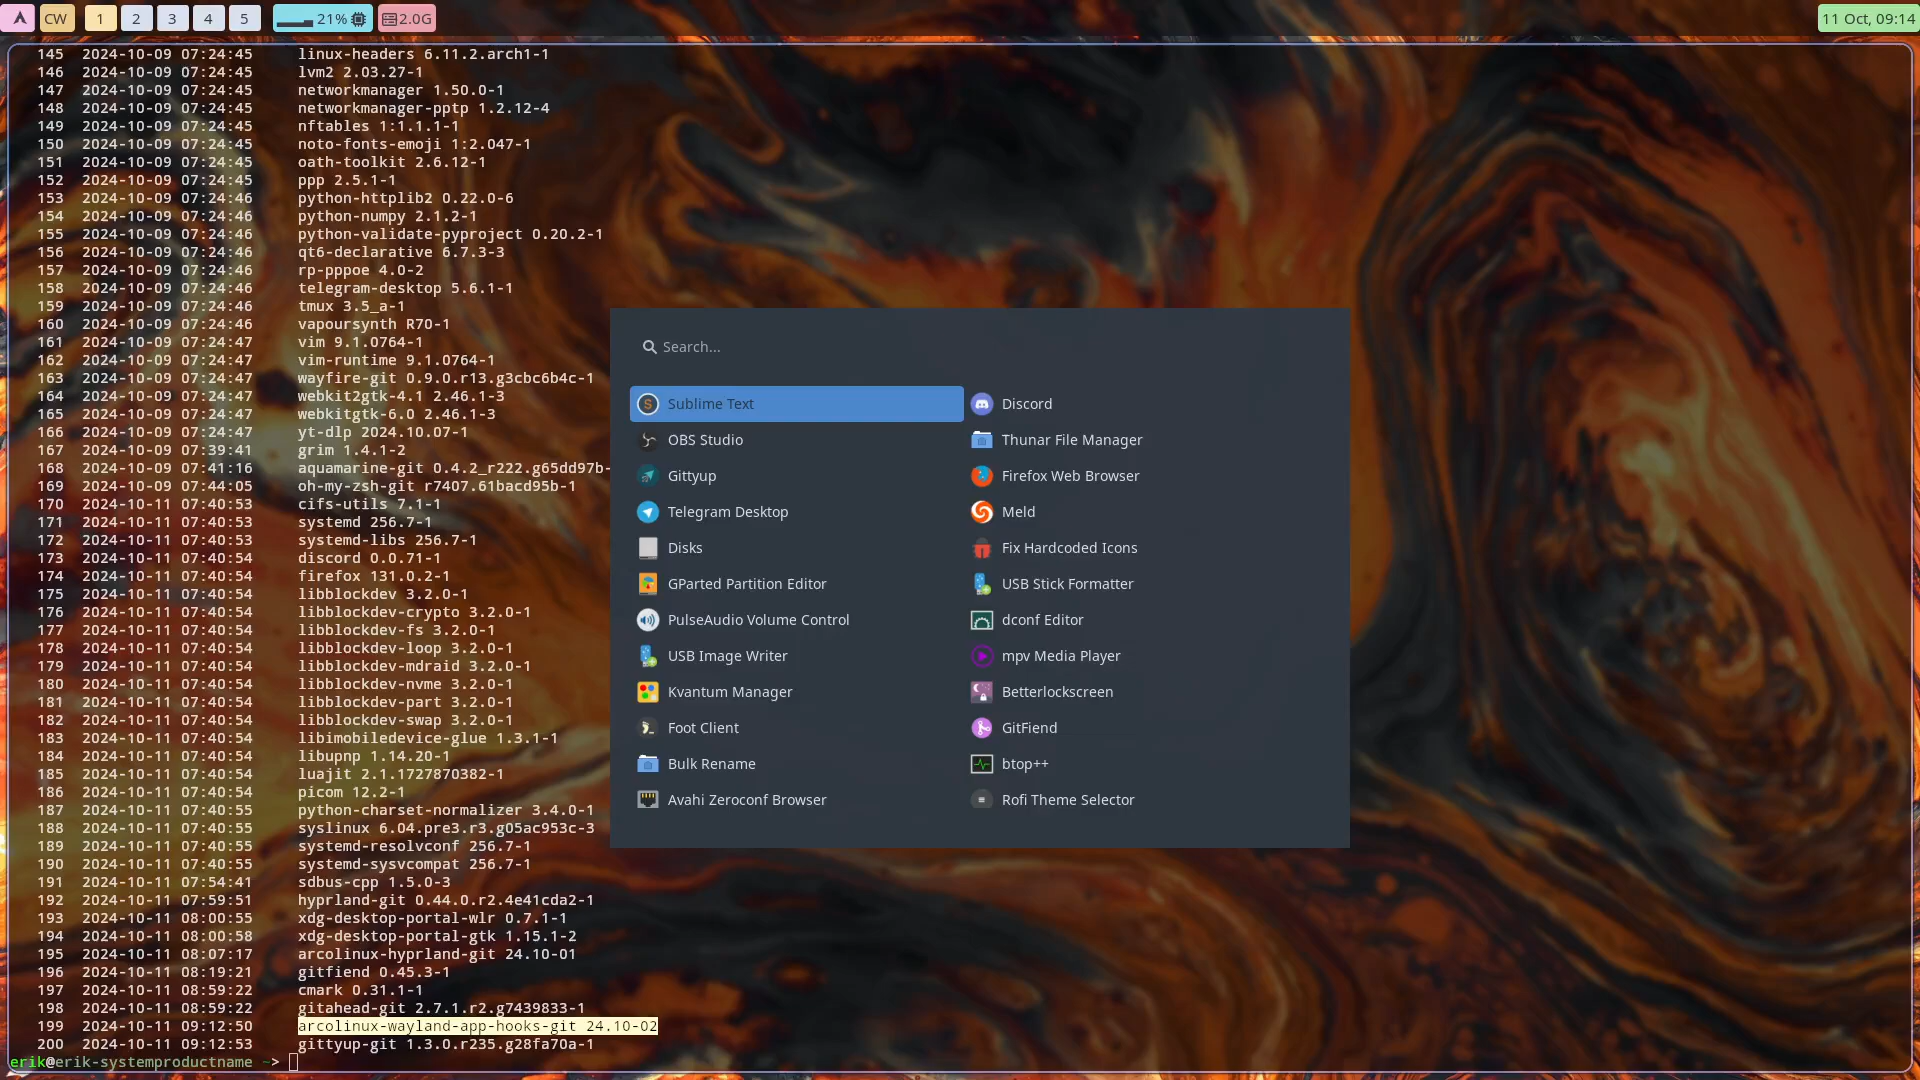 CW 1 2 3 4 5 21% 2.0G 11 Oct, 09:14
145 2024-10-09 07:24:45 linux-headers 6.11.2.arch1-1
146 2024-10-09 07:24:45 lvm2 2.03.27-1
147 2024-10-09 07:24:45 networkmanager 1.50.0-1
148 2024-10-09 07:24:45 networkmanager-pptp 1.2.12-4
149 2024-10-09 07:24:45 nftables 1:1.1.1-1
150 2024-10-09 07:24:45 noto-fonts-emoji 1:2.047-1
151 2024-10-09 07:24:45 oath-toolkit 2.6.12-1
152 2024-10-09 07:24:45 ppp 2.5.1-1
153 2024-10-09 07:24:46 python-httplib2 0.22.0-6
154 2024-10-09 07:24:46 python-numpy 2.1.2-1
155 2024-10-09 07:24:46 python-validate-pyproject 0.20.2-1
156 2024-10-09 07:24:46 qt6-declarative 6.7.3-3
157 2024-10-09 07:24:46 rp-pppoe 4.0-2
158 2024-10-09 07:24:46 telegram-desktop 5.6.1-1
159 2024-10-09 07:24:46 tmux 3.5_a-1
160 2024-10-09 07:24:46 vapoursynth R70-1
161 2024-10-09 07:24:47 vim 9.1.0764-1
162 2024-10-09 07:24:47 vim-runtime 9.1.0764-1
163 2024-10-09 07:24:47 wayfire-git 0.9.0.r13.g3cbc6b4c-1
164 2024-10-09 07:24:47 webkit2gtk-4.1 2.46.1-3
165 2024-10-09 07:24:47 webkitgtk-6.0 2.46.1-3
166 2024-10-09 07:24:47 yt-dlp 2024.10.07-1
167 2024-10-09 07:39:41 grim 1.4.1-2
168 2024-10-09 07:41:16 aquamarine-git 0.4.2_r222.g65dd97b-
169 2024-10-09 07:44:05 oh-my-zsh-git r7407.61bacd95b-1
170 2024-10-11 07:40:53 cifs-utils 7.1-1
171 2024-10-11 07:40:53 systemd 256.7-1
172 2024-10-11 07:40:53 systemd-libs 256.7-1
173 2024-10-11 07:40:54 discord 0.0.71-1
174 2024-10-11 07:40:54 firefox 131.0.2-1
175 2024-10-11 07:40:54 libblockdev 3.2.0-1
176 2024-10-11 07:40:54 libblockdev-crypto 3.2.0-1
177 2024-10-11 07:40:54 libblockdev-fs 3.2.0-1
178 2024-10-11 07:40:54 libblockdev-loop 3.2.0-1
179 2024-10-11 07:40:54 libblockdev-mdraid 3.2.0-1
180 2024-10-11 07:40:54 libblockdev-nvme 3.2.0-1
181 2024-10-11 07:40:54 libblockdev-part 3.2.0-1
182 2024-10-11 07:40:54 libblockdev-swap 3.2.0-1
183 2024-10-11 07:40:54 libimobiledevice-glue 1.3.1-1
184 2024-10-11 07:40:54 libupnp 1.14.20-1
185 2024-10-11 07:40:54 luajit 2.1.1727870382-1
186 2024-10-11 07:40:54 picom 12.2-1
187 2024-10-11 07:40:55 python-charset-normalizer 3.4.0-1
188 2024-10-11 07:40:55 syslinux 6.04.pre3.r3.g05ac953c-3
189 2024-10-11 07:40:55 systemd-resolvconf 256.7-1
190 2024-10-11 07:40:55 systemd-sysvcompat 256.7-1
191 2024-10-11 07:54:41 sdbus-cpp 1.5.0-3
192 2024-10-11 07:59:51 hyprland-git 0.44.0.r2.4e41cda2-1
193 2024-10-11 08:00:55 xdg-desktop-portal-wlr 0.7.1-1
194 2024-10-11 08:00:58 xdg-desktop-portal-gtk 1.15.1-2
195 2024-10-11 08:07:17 arcolinux-hyprland-git 24.10-01
196 2024-10-11 08:19:21 gitfiend 0.45.3-1
197 2024-10-11 08:59:22 cmark 0.31.1-1
198 2024-10-11 08:59:22 gitahead-git 2.7.1.r2.g7439833-1
199 2024-10-11 09:12:50 arcolinux-wayland-app-hooks-git 24.10-02
200 2024-10-11 09:12:53 gittyup-git 1.3.0.r235.g28fa70a-1
erik@erik-systemproductname ~>
Search...
Sublime Text
OBS Studio
Gittyup
Telegram Desktop
Disks
GParted Partition Editor
PulseAudio Volume Control
USB Image Writer
Kvantum Manager
Foot Client
Bulk Rename
Avahi Zeroconf Browser
Discord
Thunar File Manager
Firefox Web Browser
Meld
Fix Hardcoded Icons
USB Stick Formatter
dconf Editor
mpv Media Player
Betterlockscreen
GitFiend
btop++
Rofi Theme Selector